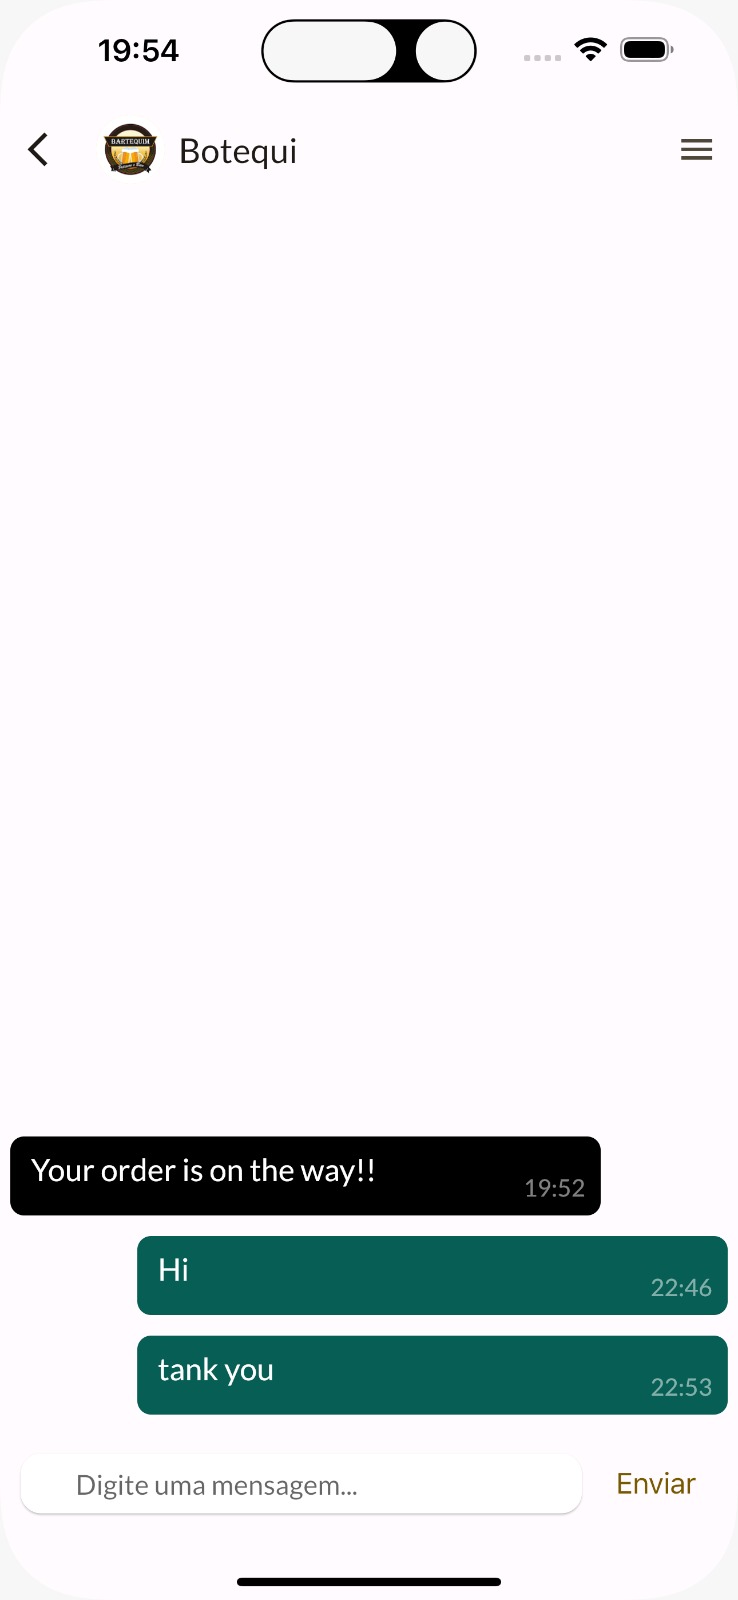 19:54
BARTEQUIM
Botequi
Your order is on the way!!
19:52
Hi
22:46
tank you
22:53
Digite uma mensagem...
Enviar